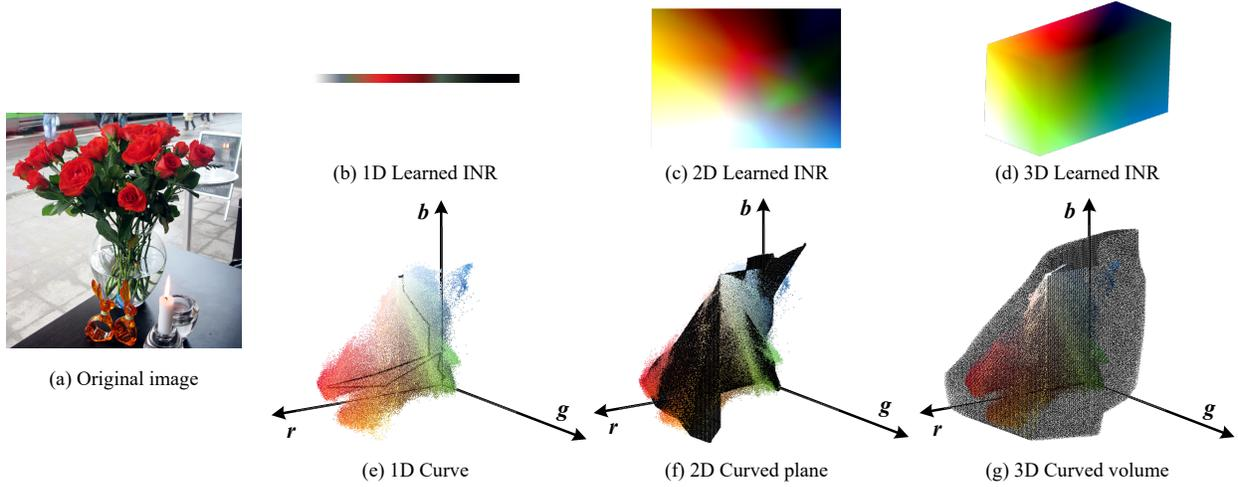 (b) 1D Learned INR
(c) 2D Learned INR
(d) 3D Learned INR
(a) Original image
b
r
g
(e) 1D Curve
b
r
g
(f) 2D Curved plane
b
r
g
(g) 3D Curved volume